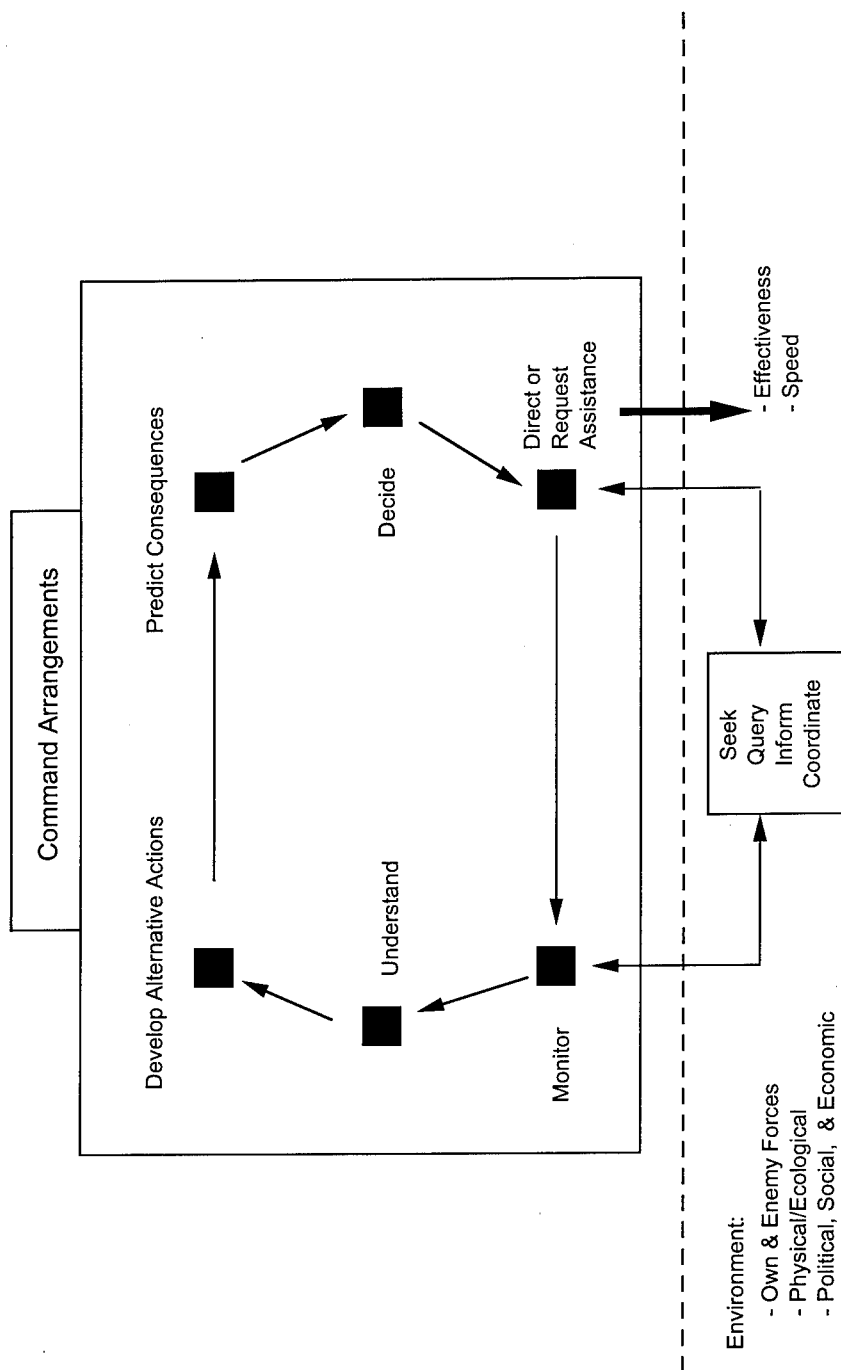 Command Arrangements
Develop Alternative Actions
Predict Consequences
Understand
Decide
Monitor
Direct or
Request
Assistance
Seek
Query
Inform
Coordinate
- Effectiveness
- Speed
Environment:
- Own & Enemy Forces
- Physical/Ecological
- Political, Social, & Economic